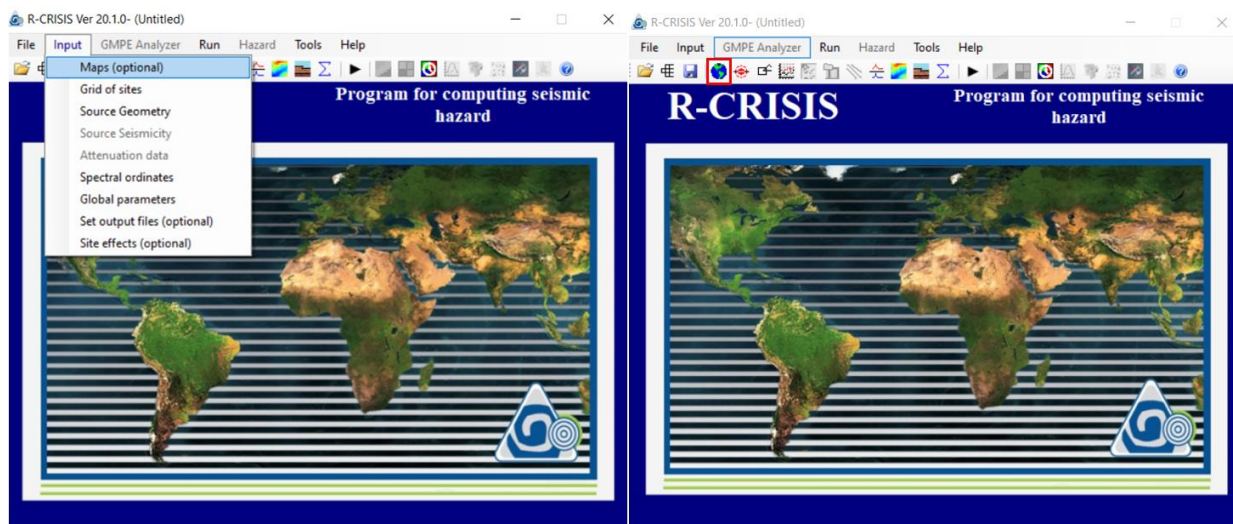 R-CRISIS Ver 20.1.0- (Untitled)
File Input GMPE Analyzer Run Hazard Tools Help
Maps (optional)
Grid of sites
Source Geometry
Source Seismicity
Attenuation data
Spectral ordinates
Global parameters
Set output files (optional)
Site effects (optional)
Program for computing seismic
hazard
R-CRISIS Ver 20.1.0- (Untitled)
File Input GMPE Analyzer Run Hazard Tools Help
R-CRISIS
Program for computing seismic
hazard